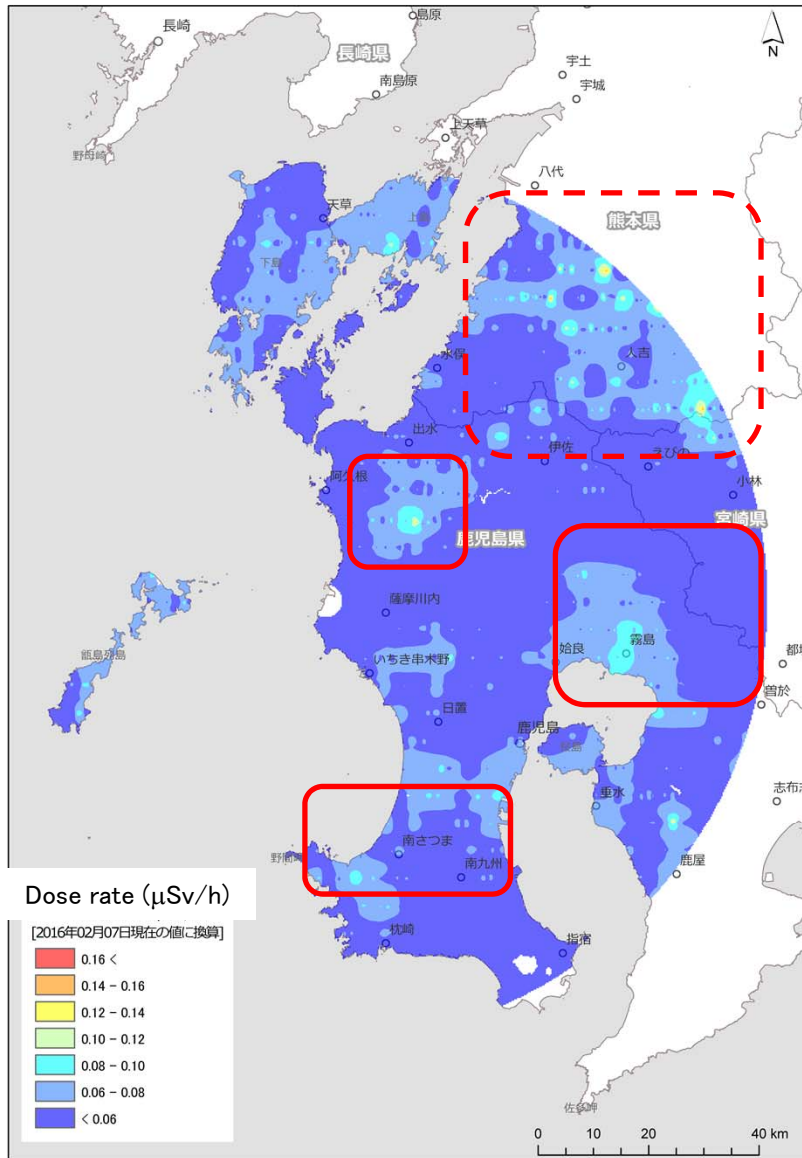 島原
長崎
長崎県
N
宇土
南島原
宇城
上天草
野母崎
八代
天草
上島
熊本県
下島
水俣
人吉
出水
伊佐
えびの
阿久根
小林
宮崎県
鹿児島県
薩摩川内
霧島
甑島列島
いちき串木野
姶良
都城
曽於
日置
鹿児島
桜島
垂水
志布志
南さつま
野間岬
南九州
鹿屋
Dose rate (μSv/h)
[2016年02月07日現在の値に換算]
枕崎
指宿
0.16 <
0.14 – 0.16
0.12 – 0.14
0.10 – 0.12
0.08 – 0.10
0.06 – 0.08
< 0.06
佐多岬
0 10 20 40 km